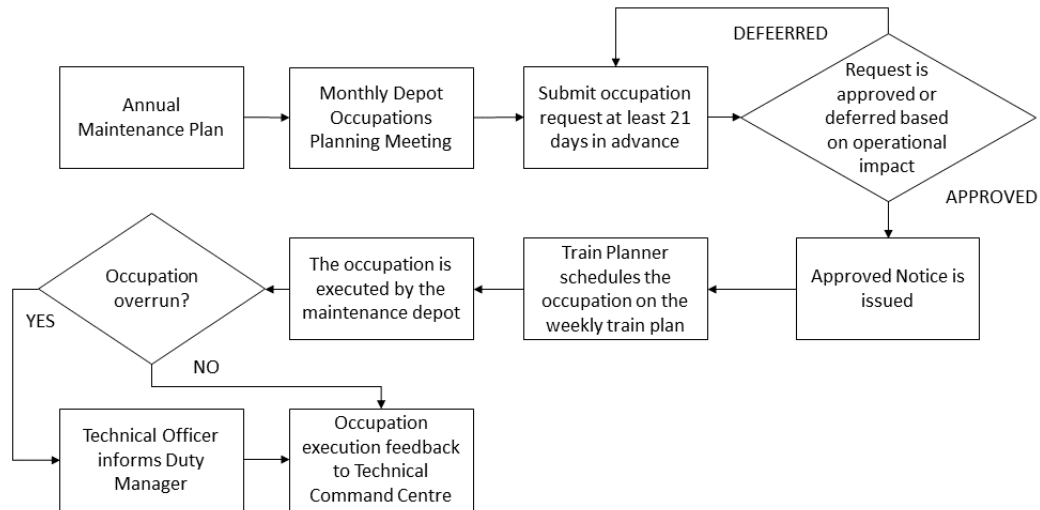 DEFEERRED
Annual
Maintenance Plan
Monthly Depot
Occupations
Planning Meeting
Submit occupation
request at least 21
days in advance
Request is
approved or
deferred based
on operational
impact
APPROVED
Occupation
overrun?
YES
NO
The occupation is
executed by the
maintenance depot
Train Planner
schedules the
occupation on the
weekly train plan
Approved Notice is
issued
Technical Officer
informs Duty
Manager
Occupation
execution feedback
to Technical
Command Centre